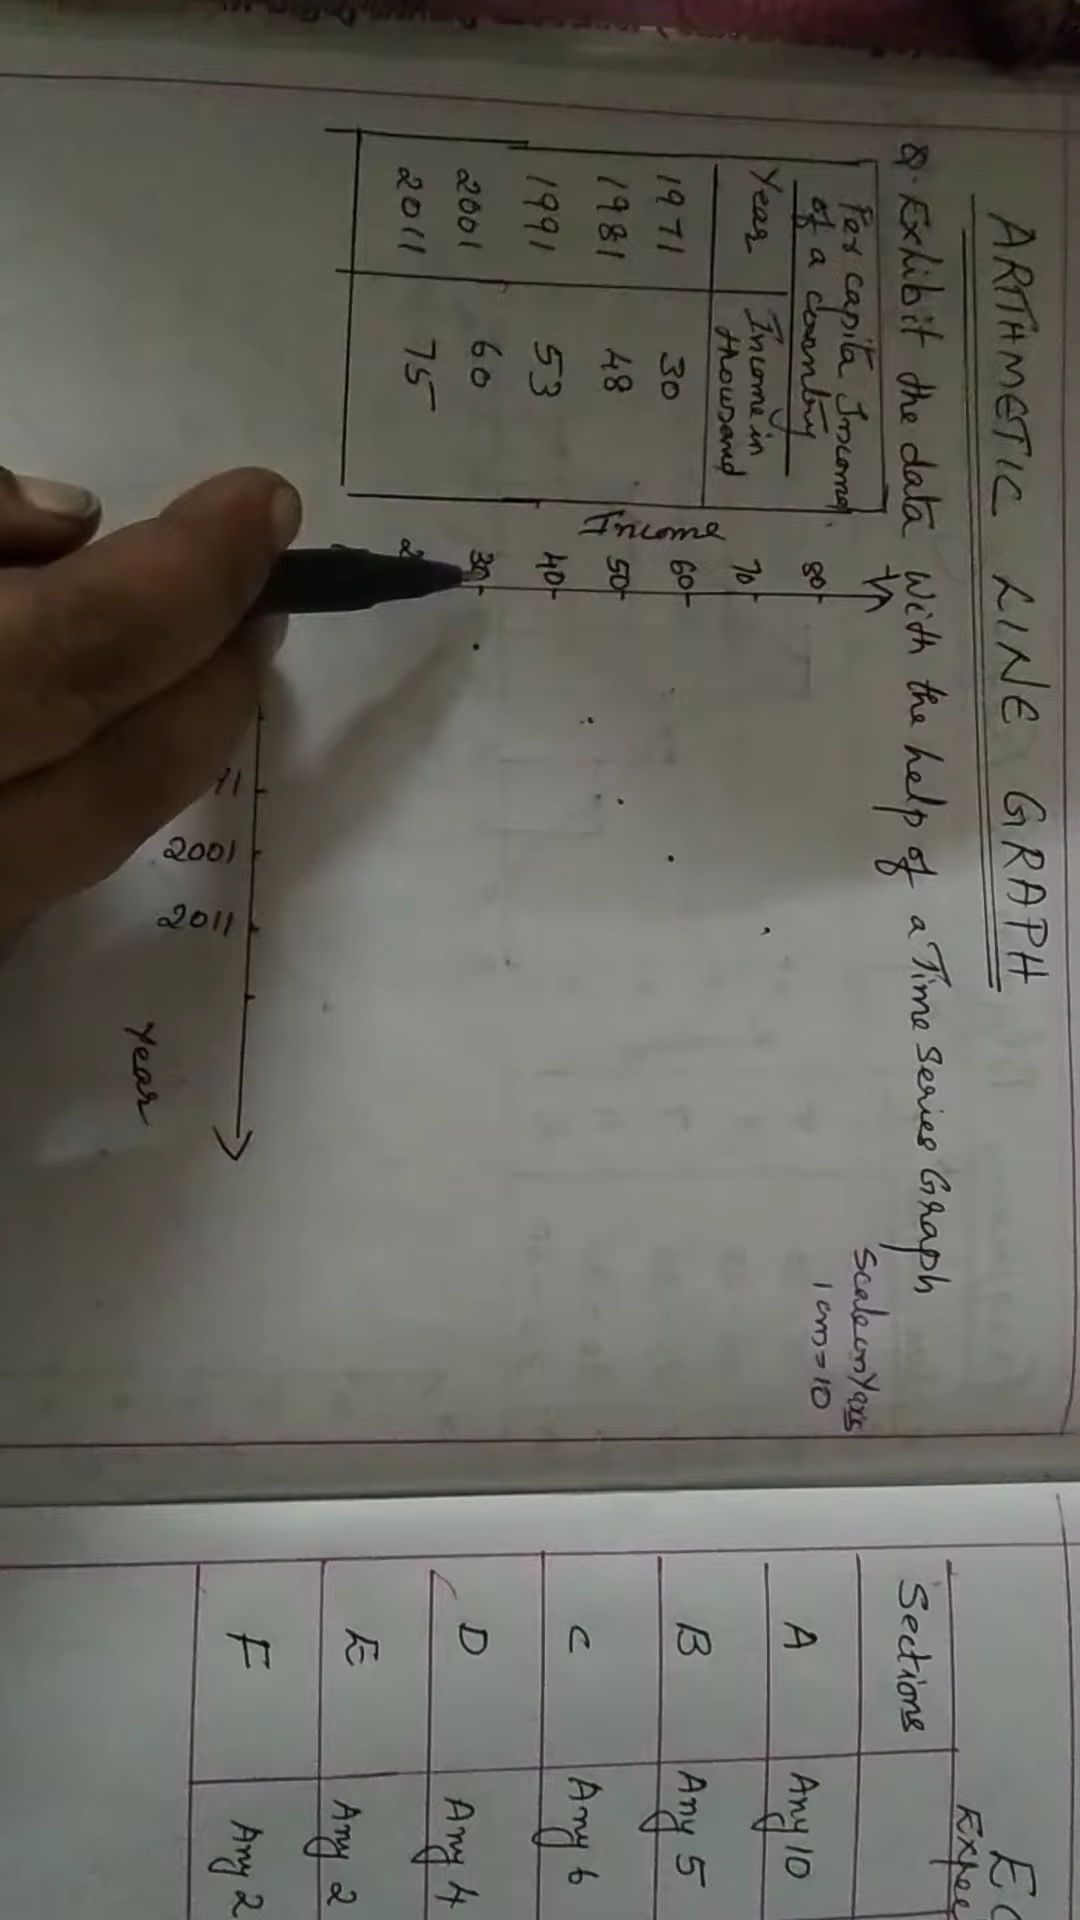 ARITHMETIC LINE GRAPH
Q. Exhibit the data with the help of a Time Series Graph
Per capita Income
of a country
Year Income in
thousand
1971 30
1981 48
1991 53
2001 60
2011 75
Scale on Y axis
1 cm = 10
Income
80
70
60
50
40
30
2
11
2001
2011
Year
Sections
A Any 10
B Any 5
C Any 6
D Any 4
E Any 2
F Any 2